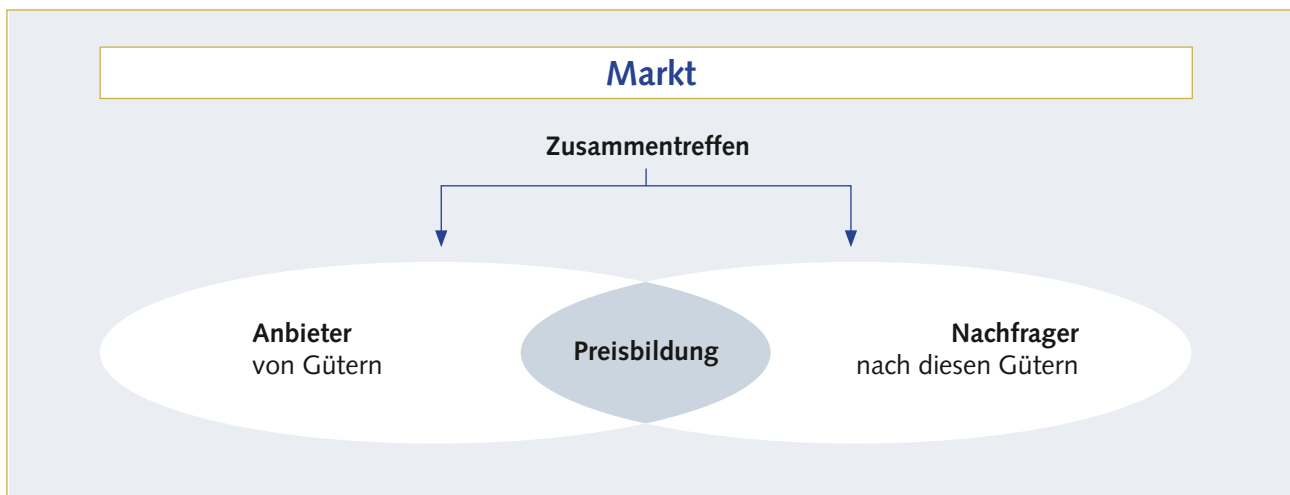 Markt
Zusammentreffen
Anbieter
von Gütern
Preisbildung
Nachfrager
nach diesen Gütern